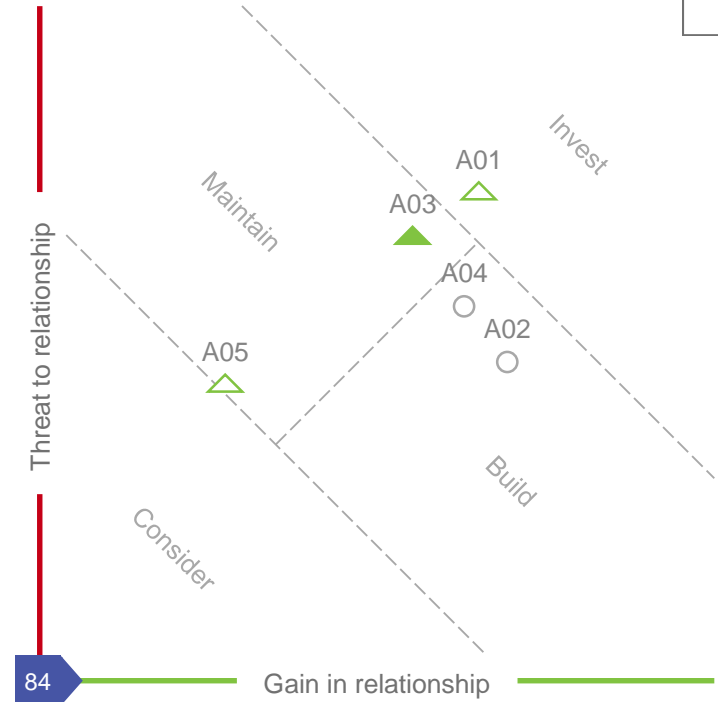 Invest
A01
Maintain
A03
Threat to relationship
A04
A02
A05
Build
Consider
84
Gain in relationship